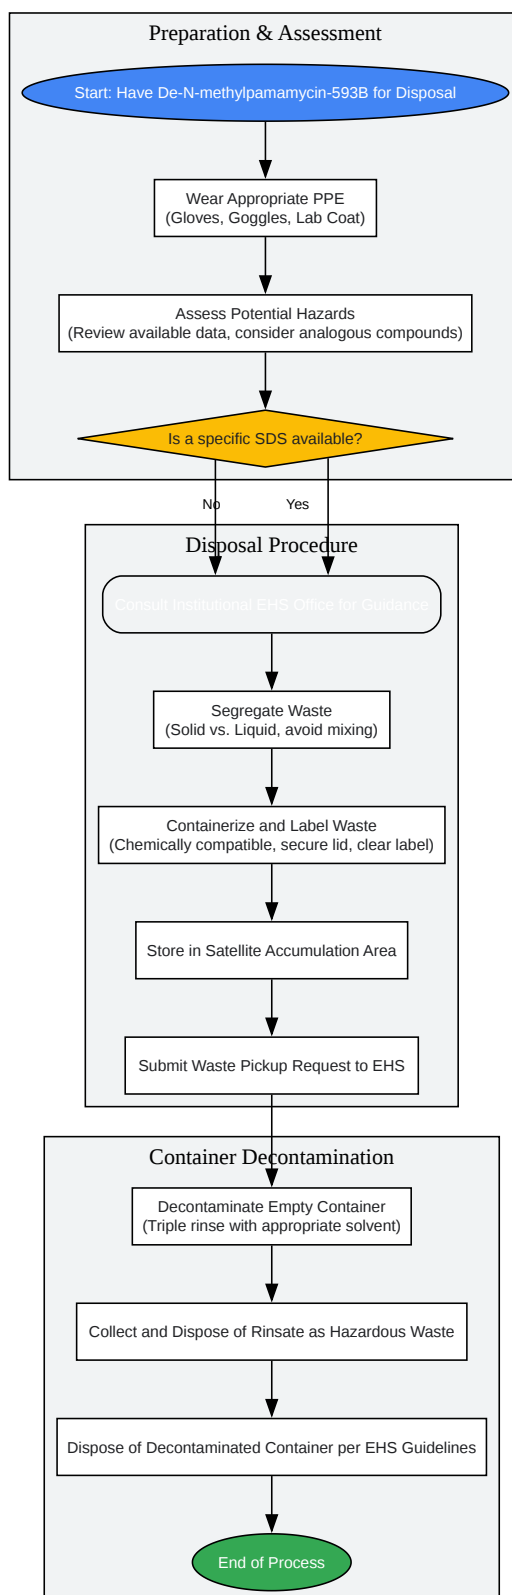 Preparation & Assessment
Start: Have De-N-methylpamamycin-593B for Disposal
Wear Appropriate PPE
(Gloves, Goggles, Lab Coat)
Assess Potential Hazards
(Review available data, consider analogous compounds)
Is a specific SDS available?
No
Yes
Disposal Procedure
Consult Institutional EHS Office for Guidance
Segregate Waste
(Solid vs. Liquid, avoid mixing)
Containerize and Label Waste
(Chemically compatible, secure lid, clear label)
Store in Satellite Accumulation Area
Submit Waste Pickup Request to EHS
Container Decontamination
Decontaminate Empty Container
(Triple rinse with appropriate solvent)
Collect and Dispose of Rinsate as Hazardous Waste
Dispose of Decontaminated Container per EHS Guidelines
End of Process